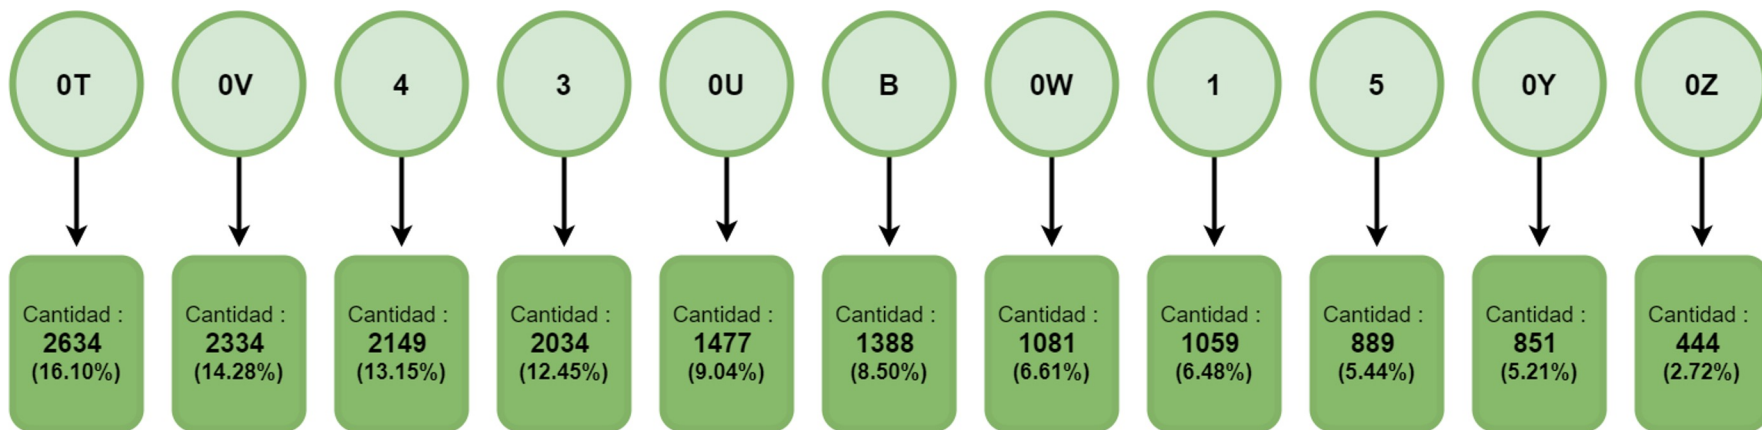 0T 0V 4 3 0U B 0W 1 5 0Y 0Z
Cantidad : Cantidad : Cantidad : Cantidad : Cantidad : Cantidad : Cantidad : Cantidad : Cantidad : Cantidad : Cantidad :
2634 2334 2149 2034 1477 1388 1081 1059 889 851 444
(16.10%) (14.28%) (13.15%) (12.45%) (9.04%) (8.50%) (6.61%) (6.48%) (5.44%) (5.21%) (2.72%)